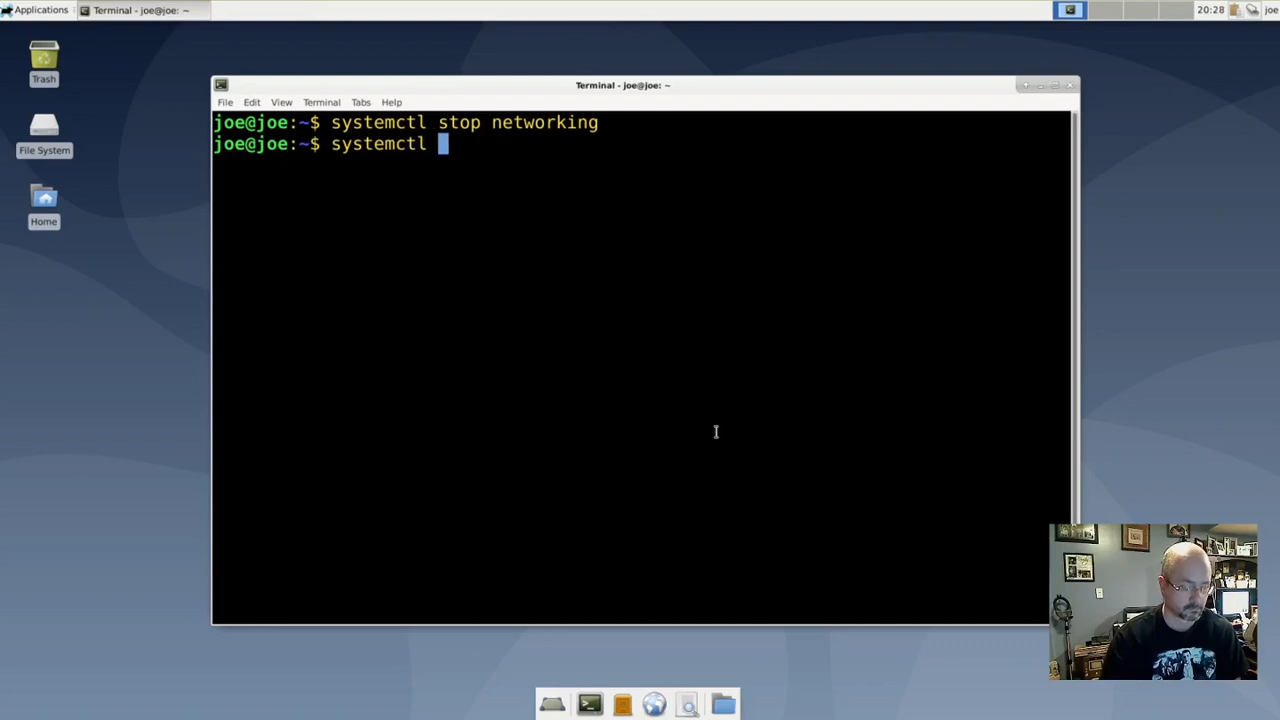 Applications
Terminal - joe@joe: ~
20:28
joe
Trash
File System
Home
Terminal - joe@joe: ~
File Edit View Terminal Tabs Help
joe@joe:~$ systemctl stop networking
joe@joe:~$ systemctl